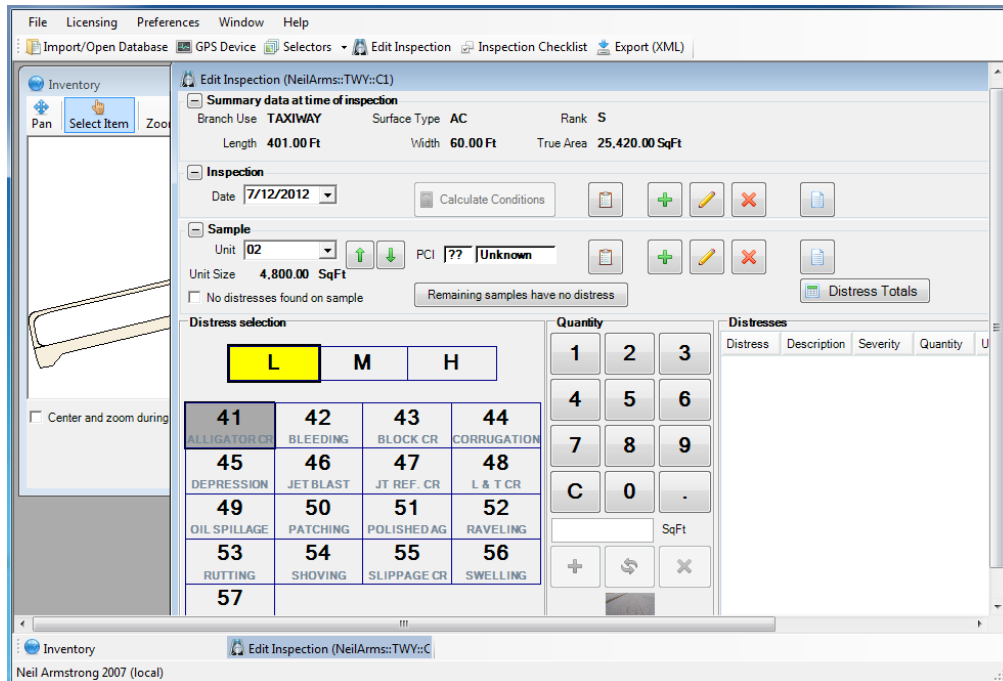 File Licensing Preferences Window Help
Import/Open Database GPS Device Selectors Edit Inspection Inspection Checklist Export (XML)
Inventory
Pan Select Item Zoo
Center and zoom during
Edit Inspection (NeilArms::TWY::C1)
Summary data at time of inspection
Branch Use TAXIWAY Surface Type AC Rank S
Length 401.00 Ft Width 60.00 Ft True Area 25,420.00 SqFt
Inspection
Date 7/12/2012 Calculate Conditions
Sample
Unit 02 PCI ?? Unknown
Unit Size 4,800.00 SqFt
No distresses found on sample Remaining samples have no distress Distress Totals
Distress selection
L M H
41 42 43 44
ALLIGATOR CR BLEEDING BLOCK CR CORRUGATION
45 46 47 48
DEPRESSION JET BLAST JT REF. CR L & T CR
49 50 51 52
OIL SPILLAGE PATCHING POLISHED AG RAVELING
53 54 55 56
RUTTING SHOVING SLIPPAGE CR SWELLING
57
Quantity
1 2 3
4 5 6
7 8 9
C 0 .
SqFt
Distresses
Distress Description Severity Quantity U
Inventory Edit Inspection (NeilArms::TWY::C
Neil Armstrong 2007 (local)